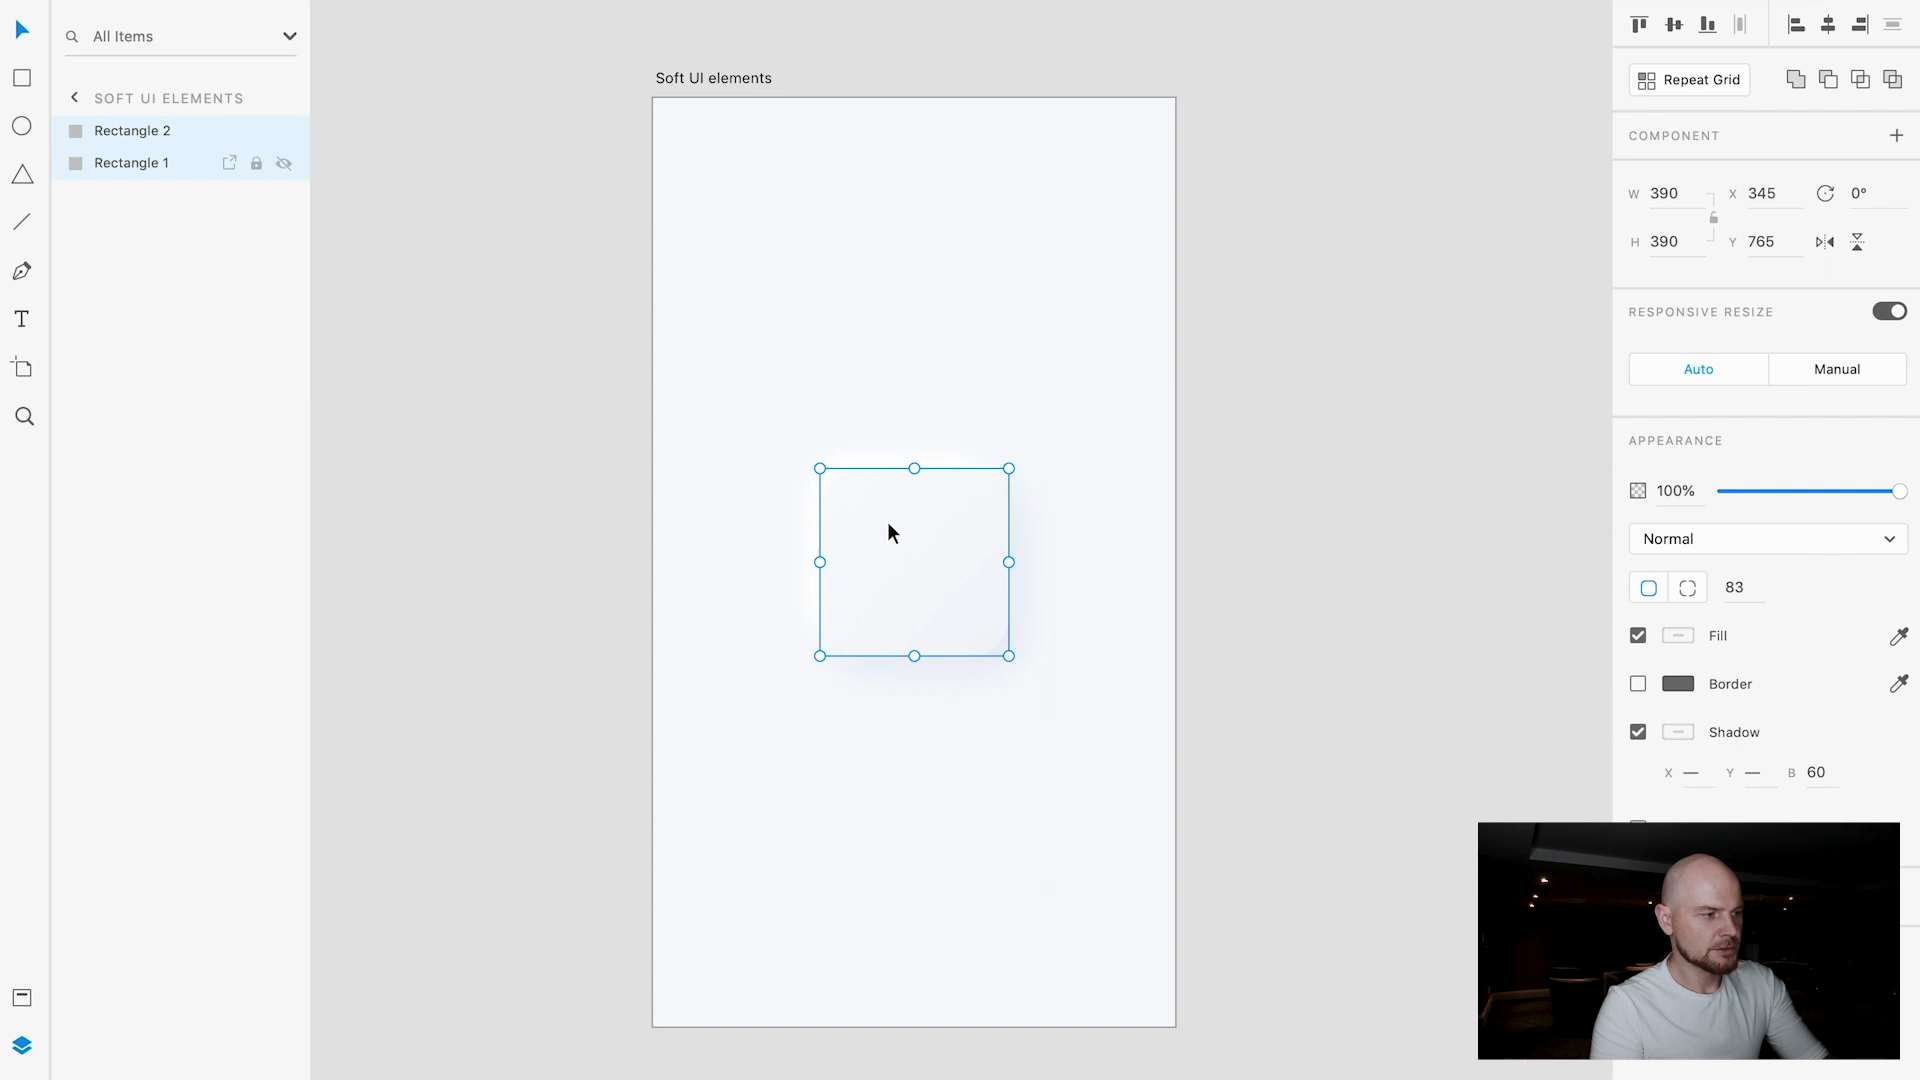 All Items
SOFT UI ELEMENTS
Rectangle 2
Rectangle 1
Soft UI elements
Repeat Grid
COMPONENT
W 390 X 345 0°
H 390 Y 765
RESPONSIVE RESIZE
Auto Manual
APPEARANCE
100%
Normal
83
Fill
Border
Shadow
X — Y — B 60